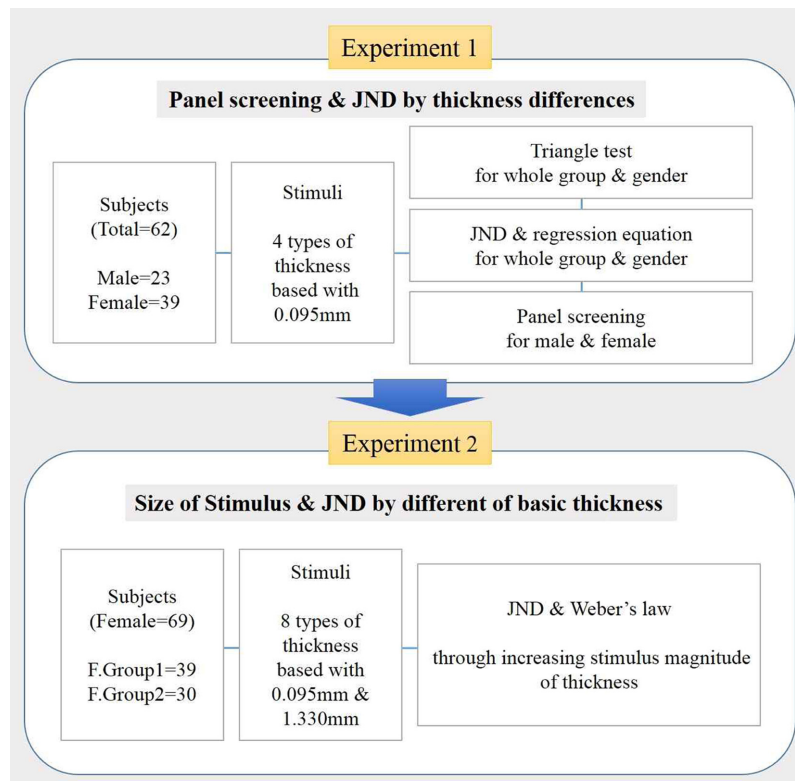 Experiment 1
Panel screening & JND by thickness differences
Subjects
(Total=62)
Male=23
Female=39
Stimuli
4 types of
thickness
based with
0.095mm
Triangle test
for whole group & gender
JND & regression equation
for whole group & gender
Panel screening
for male & female
Experiment 2
Size of Stimulus & JND by different of basic thickness
Subjects
(Female=69)
F.Group1=39
F.Group2=30
Stimuli
8 types of
thickness
based with
0.095mm &
1.330mm
JND & Weber's law
through increasing stimulus magnitude
of thickness